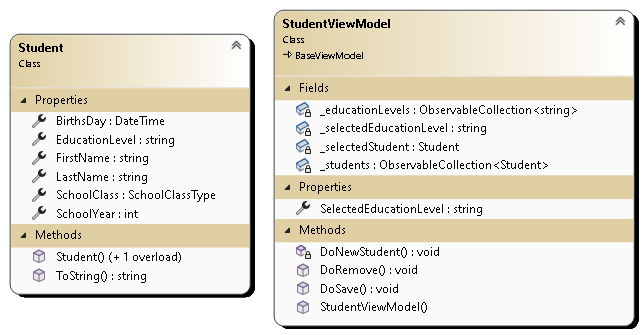 Student
Class
Properties
BirthsDay : DateTime
EducationLevel : string
FirstName : string
LastName : string
SchoolClass : SchoolClassType
SchoolYear : int
Methods
Student() (+ 1 overload)
ToString() : string
StudentViewModel
Class
BaseViewModel
Fields
_educationLevels : ObservableCollection<string>
_selectedEducationLevel : string
_selectedStudent : Student
_students : ObservableCollection<Student>
Properties
SelectedEducationLevel : string
Methods
DoNewStudent() : void
DoRemove() : void
DoSave() : void
StudentViewModel()